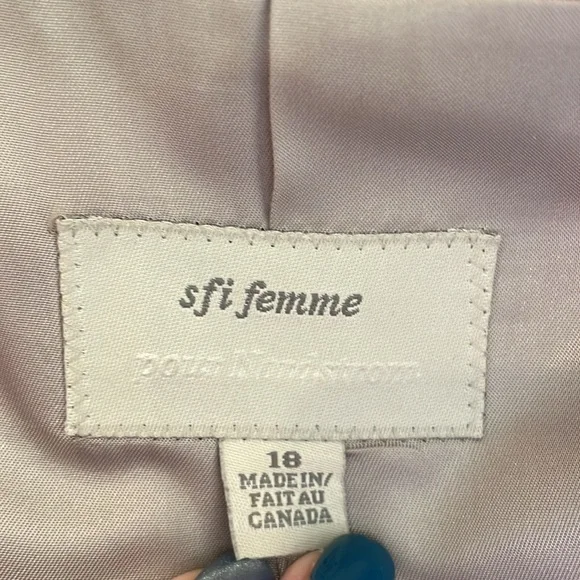 sfi femme
pour Nordstrom
18
MADE IN/
FAIT AU
CANADA